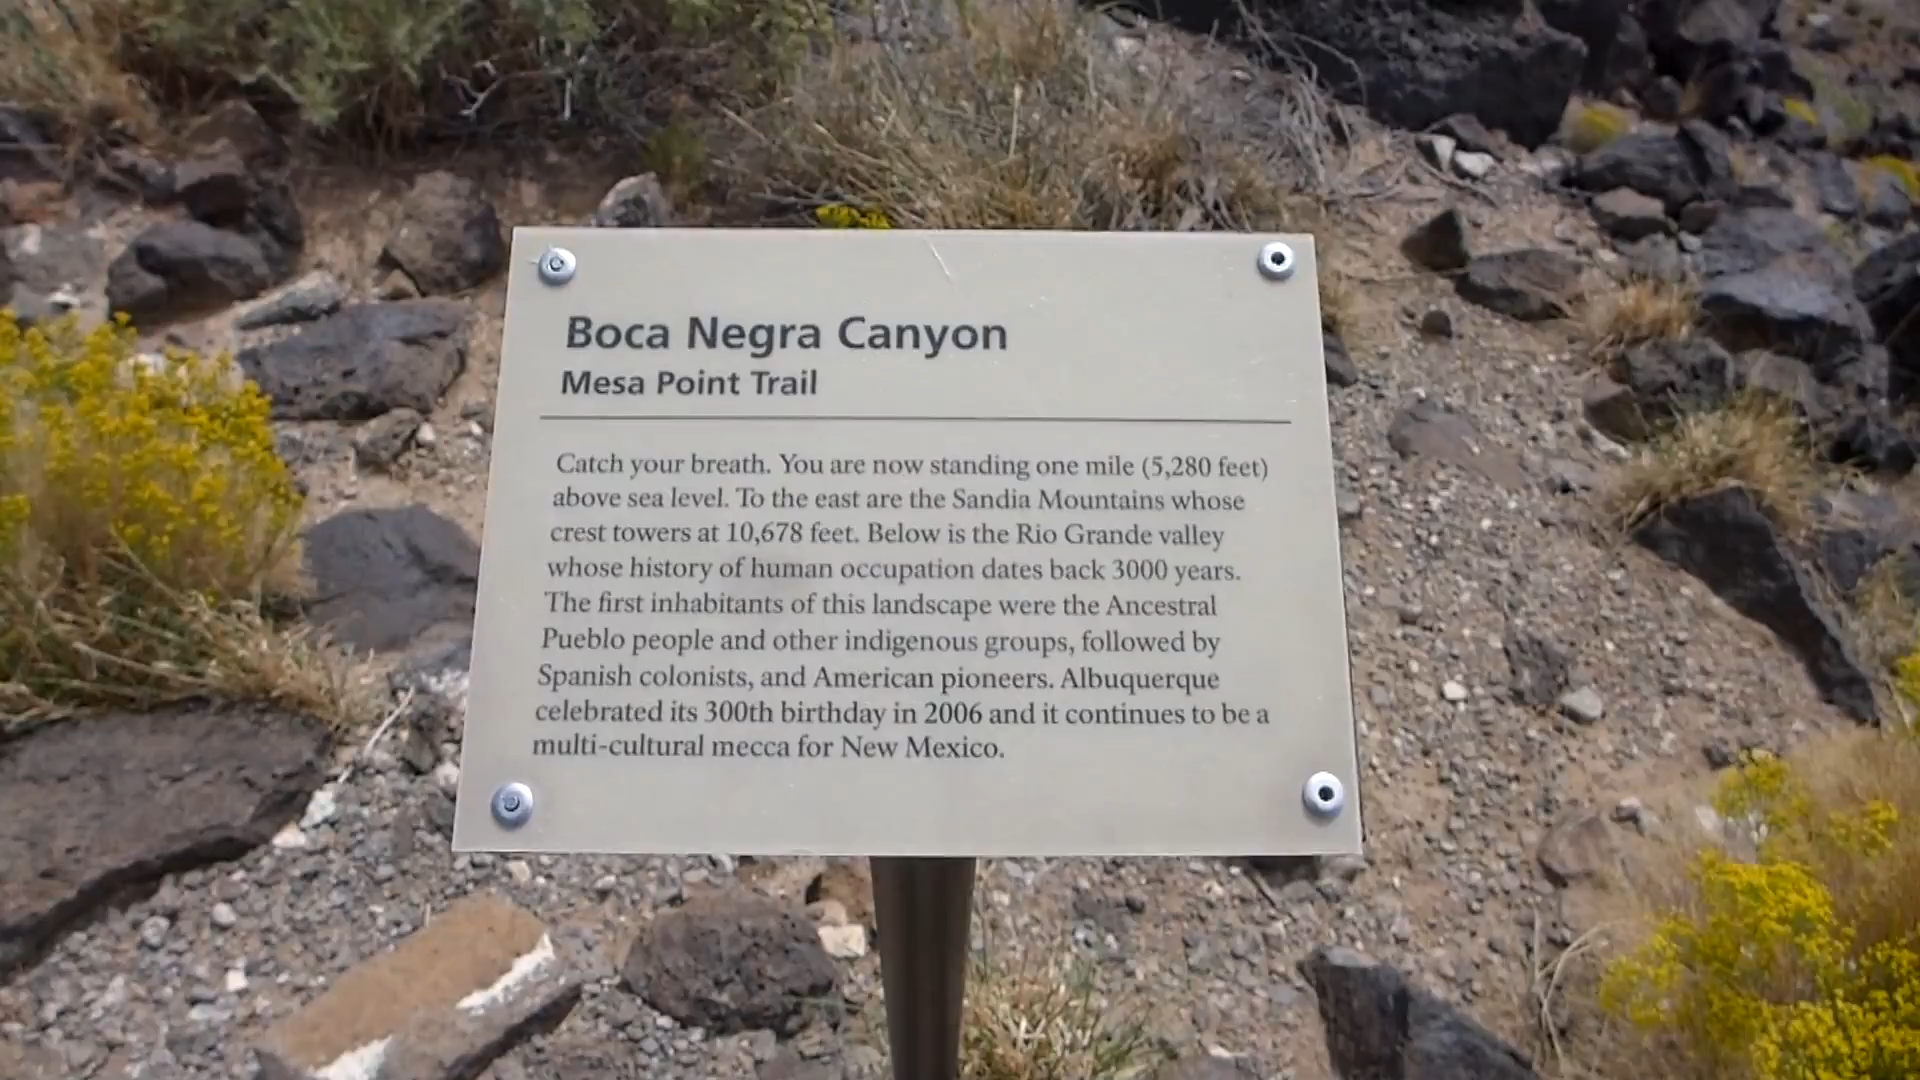 Boca Negra Canyon
Mesa Point Trail
Catch your breath. You are now standing one mile (5,280 feet)
above sea level. To the east are the Sandia Mountains whose
crest towers at 10,678 feet. Below is the Rio Grande valley
whose history of human occupation dates back 3000 years.
The first inhabitants of this landscape were the Ancestral
Pueblo people and other indigenous groups, followed by
Spanish colonists, and American pioneers. Albuquerque
celebrated its 300th birthday in 2006 and it continues to be a
multi-cultural mecca for New Mexico.